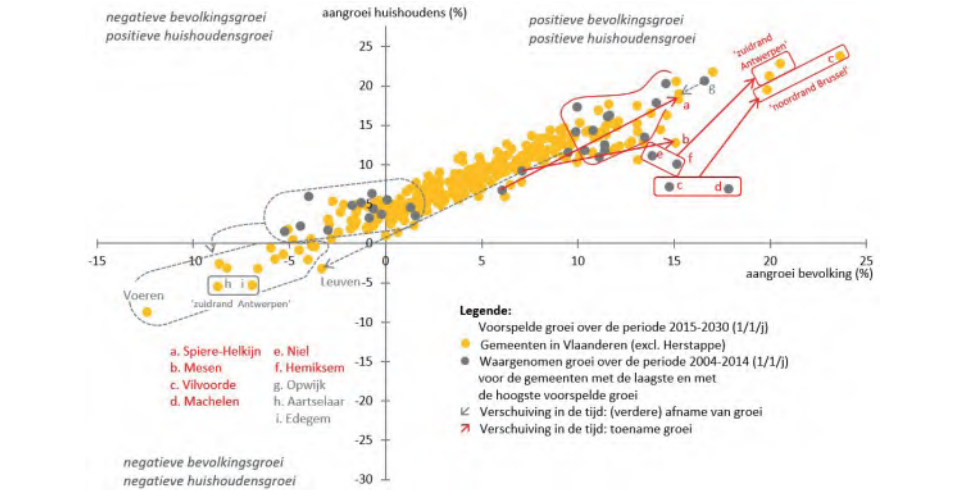 negatieve bevolkingsgroei
positieve huishoudensgroei
aangroei huishoudens (%)
positieve bevolkingsgroei
positieve huishoudensgroei
'zuidrand
Antwerpen'
c
'noordrand Brussel'
g
a
b
e
f
c
d
25
20
15
10
5
0
-5
-10
-15
-20
-25
-30
-15
-10
-5
0
5
10
15
20
25
aangroei bevolking (%)
Voeren
h i
'zuidrand Antwerpen'
Leuven
a. Spiere-Helkijn
b. Mesen
c. Vilvoorde
d. Machelen
e. Niel
f. Hemiksem
g. Opwijk
h. Aartselaar
i. Edegem
Legende:
Voorspelde groei over de periode 2015-2030 (1/1/j)
Gemeenten in Vlaanderen (excl. Herstappe)
Waargenomen groei over de periode 2004-2014 (1/1/j)
voor de gemeenten met de laagste en met
de hoogste voorspelde groei
Verschuiving in de tijd: (verdere) afname van groei
Verschuiving in de tijd: toename groei
negatieve bevolkingsgroei
negatieve huishoudensgroei